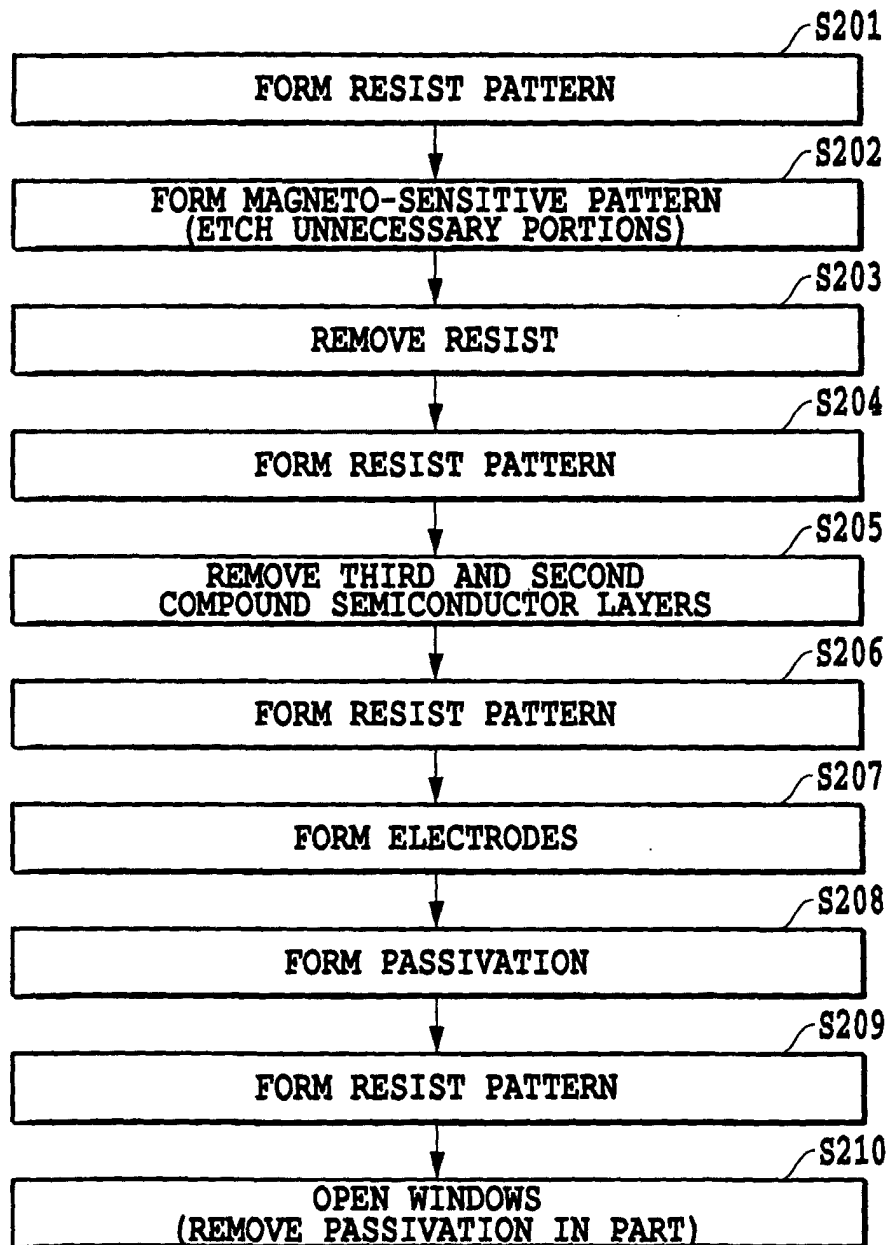 S201
FORM RESIST PATTERN
S202
FORM MAGNETO-SENSITIVE PATTERN
(ETCH UNNECESSARY PORTIONS)
S203
REMOVE RESIST
S204
FORM RESIST PATTERN
S205
REMOVE THIRD AND SECOND
COMPOUND SEMICONDUCTOR LAYERS
S206
FORM RESIST PATTERN
S207
FORM ELECTRODES
S208
FORM PASSIVATION
S209
FORM RESIST PATTERN
S210
OPEN WINDOWS
(REMOVE PASSIVATION IN PART)